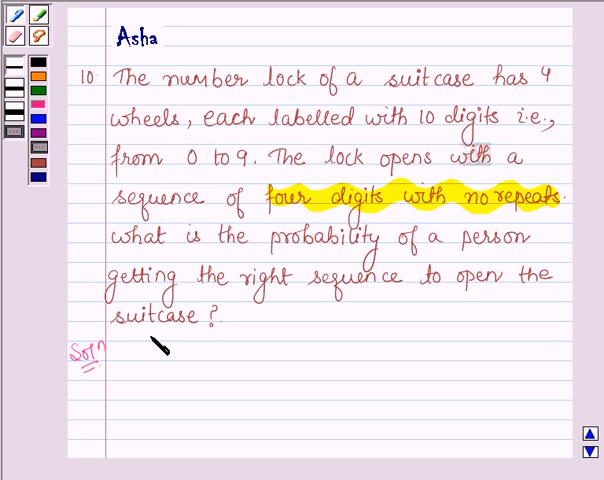 Asha
10. The number lock of a suitcase has 4
wheels, each labelled with 10 digits i.e.,
from 0 to 9. The lock opens with a
sequence of four digits with no repeats.
what is the probability of a person
getting the right sequence to open the
suitcase?
Solⁿ